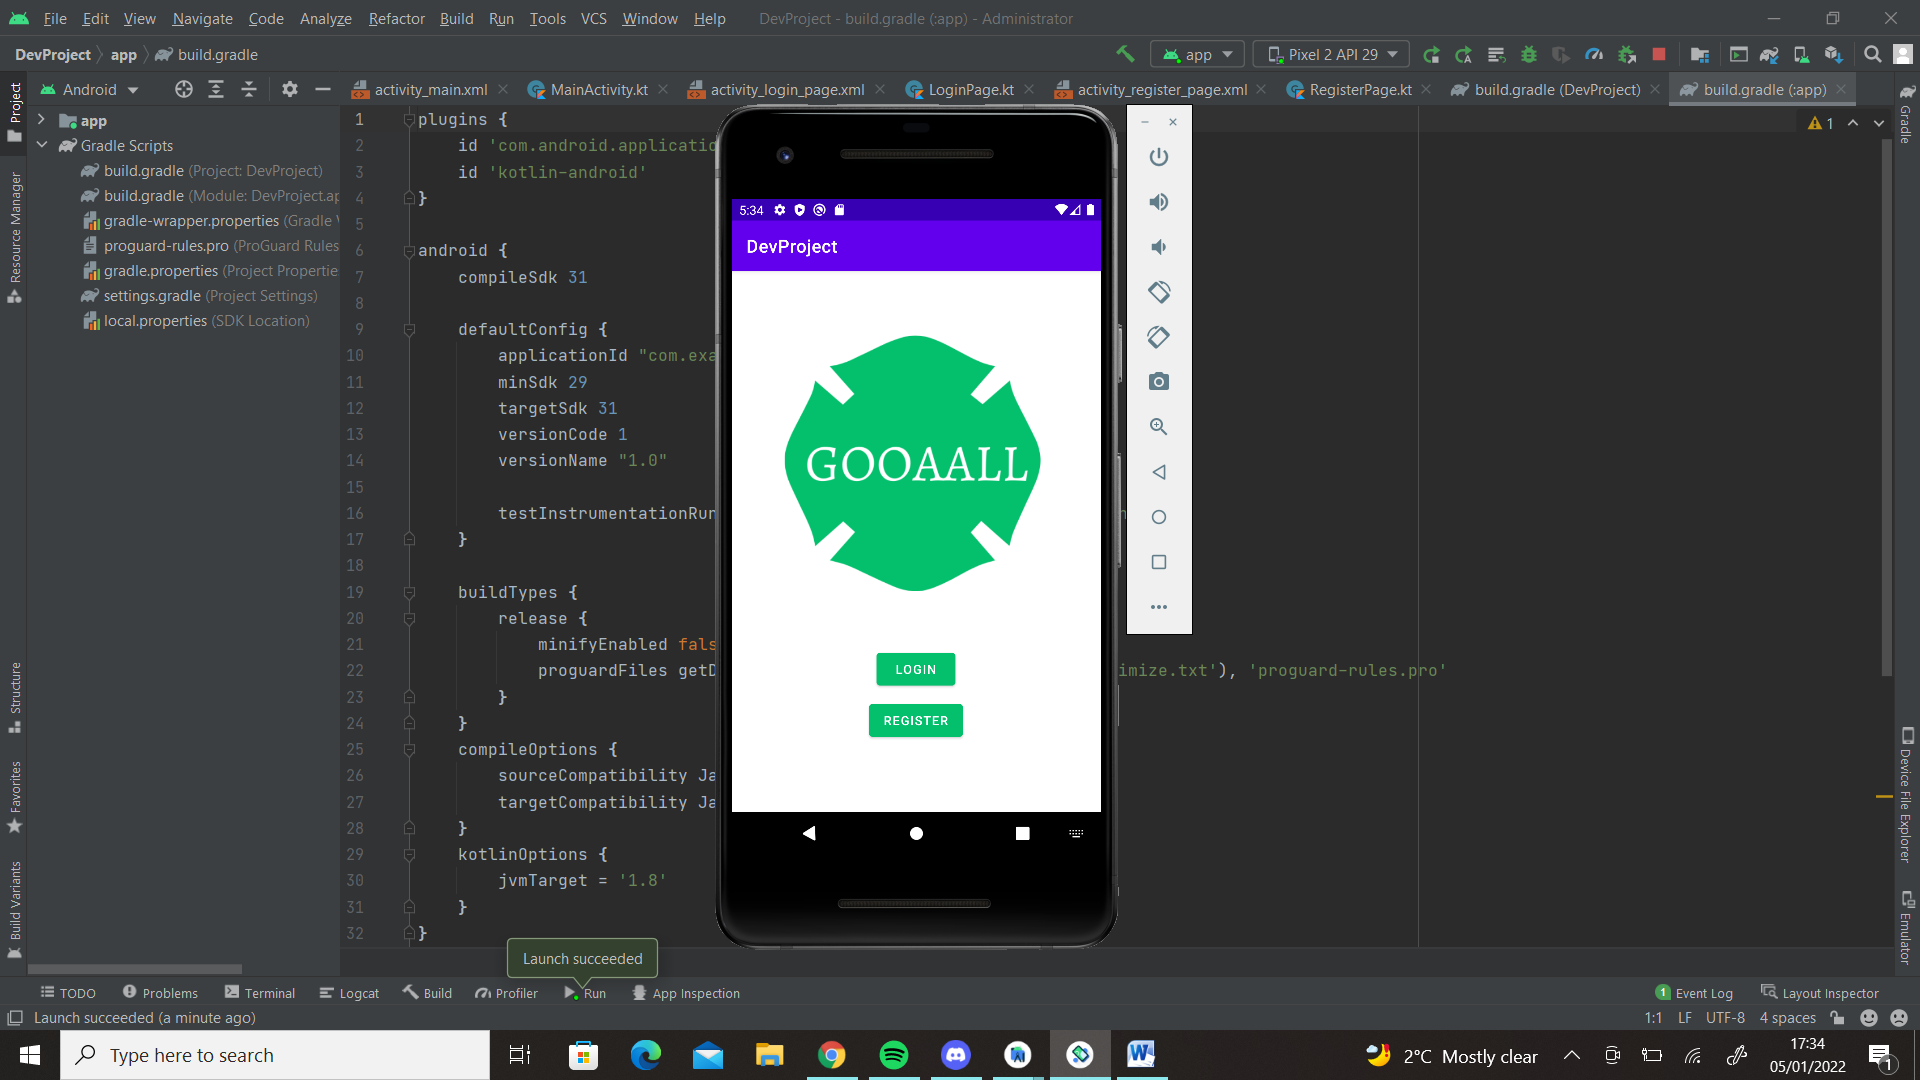 File Edit View Navigate Code Analyze Refactor Build Run Tools VCS Window Help DevProject - build.gradle (:app) - Administrator
DevProject app build.gradle app Pixel 2 API 29
Android activity_main.xml MainActivity.kt activity_login_page.xml LoginPage.kt activity_register_page.xml RegisterPage.kt build.gradle (DevProject) build.gradle (:app)
Project
Resource Manager
Structure
Favorites
Build Variants
app
Gradle Scripts
build.gradle (Project: DevProject)
build.gradle (Module: DevProject.ap
gradle-wrapper.properties (Gradle
proguard-rules.pro (ProGuard Rules
gradle.properties (Project Propertie
settings.gradle (Project Settings)
local.properties (SDK Location)
1 plugins {
2 id 'com.android.applicatio
3 id 'kotlin-android'
4 }
5
6 android {
7 compileSdk 31
8
9 defaultConfig {
10 applicationId "com.exa
11 minSdk 29
12 targetSdk 31
13 versionCode 1
14 versionName "1.0"
15
16 testInstrumentationRun
17 }
18
19 buildTypes {
20 release {
21 minifyEnabled fals
22 proguardFiles getD imize.txt'), 'proguard-rules.pro'
23 }
24 }
25 compileOptions {
26 sourceCompatibility Ja
27 targetCompatibility Ja
28 }
29 kotlinOptions {
30 jvmTarget = '1.8'
31 }
32 }
1
5:34
DevProject
GOOAALL
LOGIN
REGISTER
Gradle
Device File Explorer
Emulator
Launch succeeded
TODO Problems Terminal Logcat Build Profiler Run App Inspection 1 Event Log Layout Inspector
Launch succeeded (a minute ago) 1:1 LF UTF-8 4 spaces
Type here to search 2°C Mostly clear 17:34
05/01/2022 1